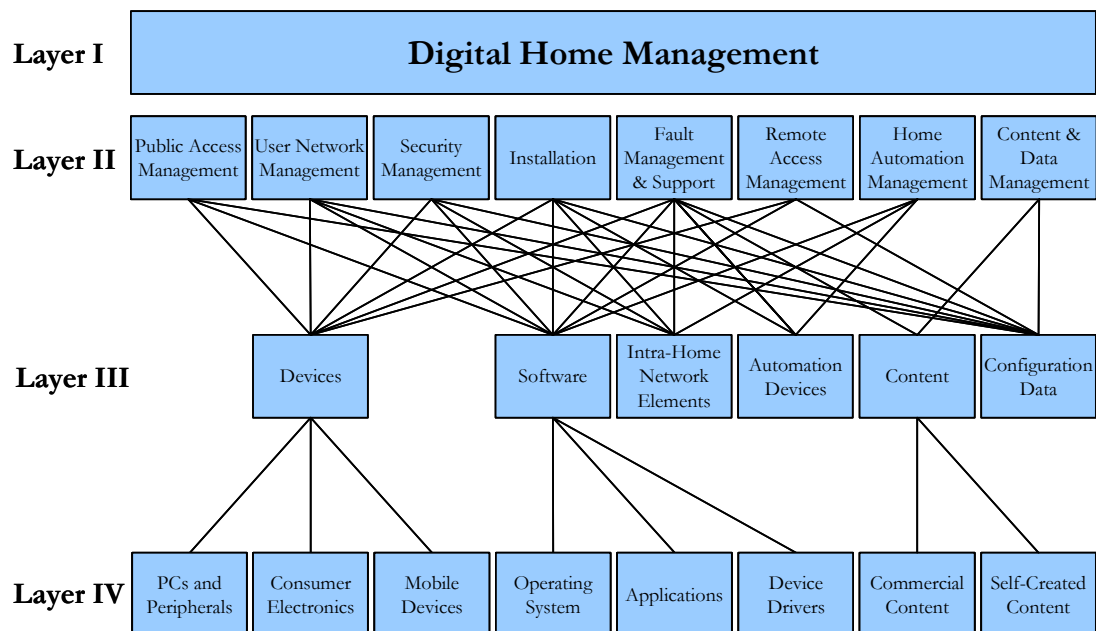 Layer I
Digital Home Management
Layer II
Public Access
Management
User Network
Management
Security
Management
Installation
Fault
Management
& Support
Remote
Access
Management
Home
Automation
Management
Content &
Data
Management
Layer III
Devices
Software
Intra-Home
Network
Elements
Automation
Devices
Content
Configuration
Data
Layer IV
PCs and
Peripherals
Consumer
Electronics
Mobile
Devices
Operating
System
Applications
Device
Drivers
Commercial
Content
Self-Created
Content